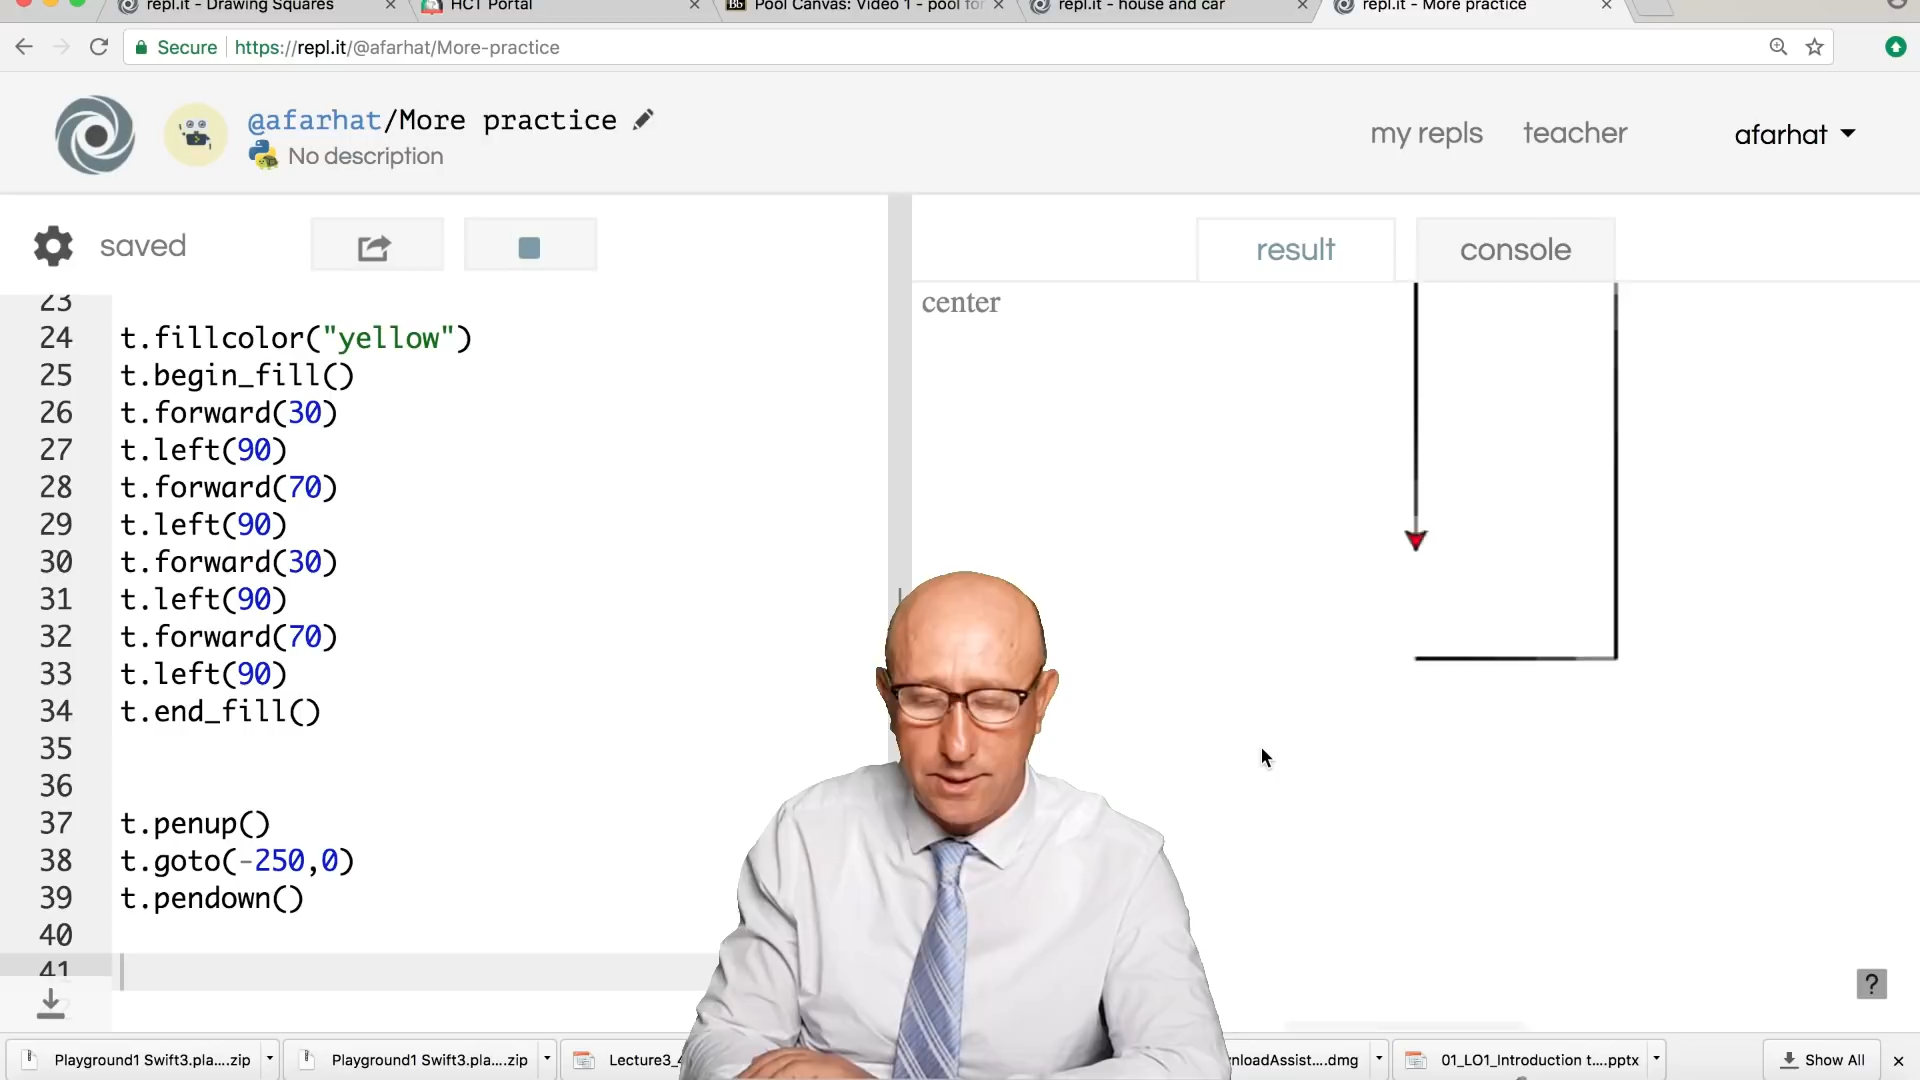 repl.it - Drawing Squares
HCT Portal
Pool Canvas: Video 1 - pool for
repl.it - house and car
repl.it - More practice
Secure https://repl.it/@afarhat/More-practice
@afarhat/More practice
No description
my repls
teacher
afarhat
saved
result
console
center
23
24 t.fillcolor("yellow")
25 t.begin_fill()
26 t.forward(30)
27 t.left(90)
28 t.forward(70)
29 t.left(90)
30 t.forward(30)
31 t.left(90)
32 t.forward(70)
33 t.left(90)
34 t.end_fill()
35
36
37 t.penup()
38 t.goto(-250,0)
39 t.pendown()
40
41
?
Playground1 Swift3.pla....zip
Playground1 Swift3.pla....zip
Lecture3_
nloadAssist....dmg
01_LO1_Introduction t....pptx
Show All